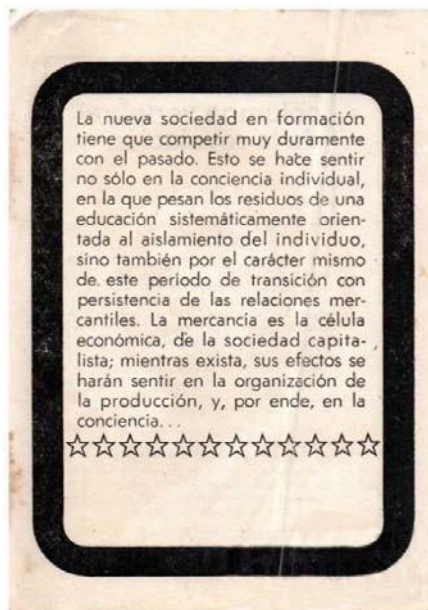 La nueva sociedad en formación
tiene que competir muy duramente
con el pasado. Esto se hace sentir
no sólo en la conciencia individual,
en la que pesan los residuos de una
educación sistemáticamente orien-
tada al aislamiento del individuo,
sino también por el carácter mismo
de este periodo de transición con
persistencia de las relaciones mer-
cantiles. La mercancía es la célula
económica, de la sociedad capita-
lista; mientras exista, sus efectos se
harán sentir en la organización de
la producción, y, por ende, en la
conciencia...